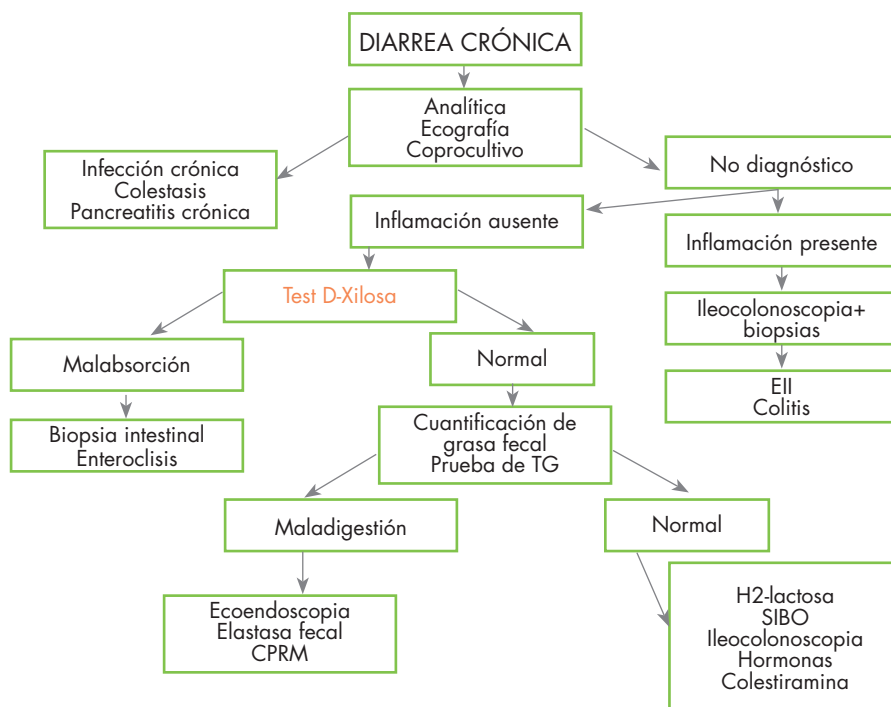 DIARREA CRÓNICA
Analítica
Ecografía
Coprocultivo
Infección crónica
Colestasis
Pancreatitis crónica
No diagnóstico
Inflamación ausente
Inflamación presente
Test D-Xilosa
Ileocolonoscopia+
biopsias
Malabsorción
Normal
EII
Colitis
Biopsia intestinal
Enteroclisis
Cuantificación de
grasa fecal
Prueba de TG
Maladigestión
Normal
Ecoendoscopia
Elastasa fecal
CPRM
H2-lactosa
SIBO
Ileocolonoscopia
Hormonas
Colestiramina